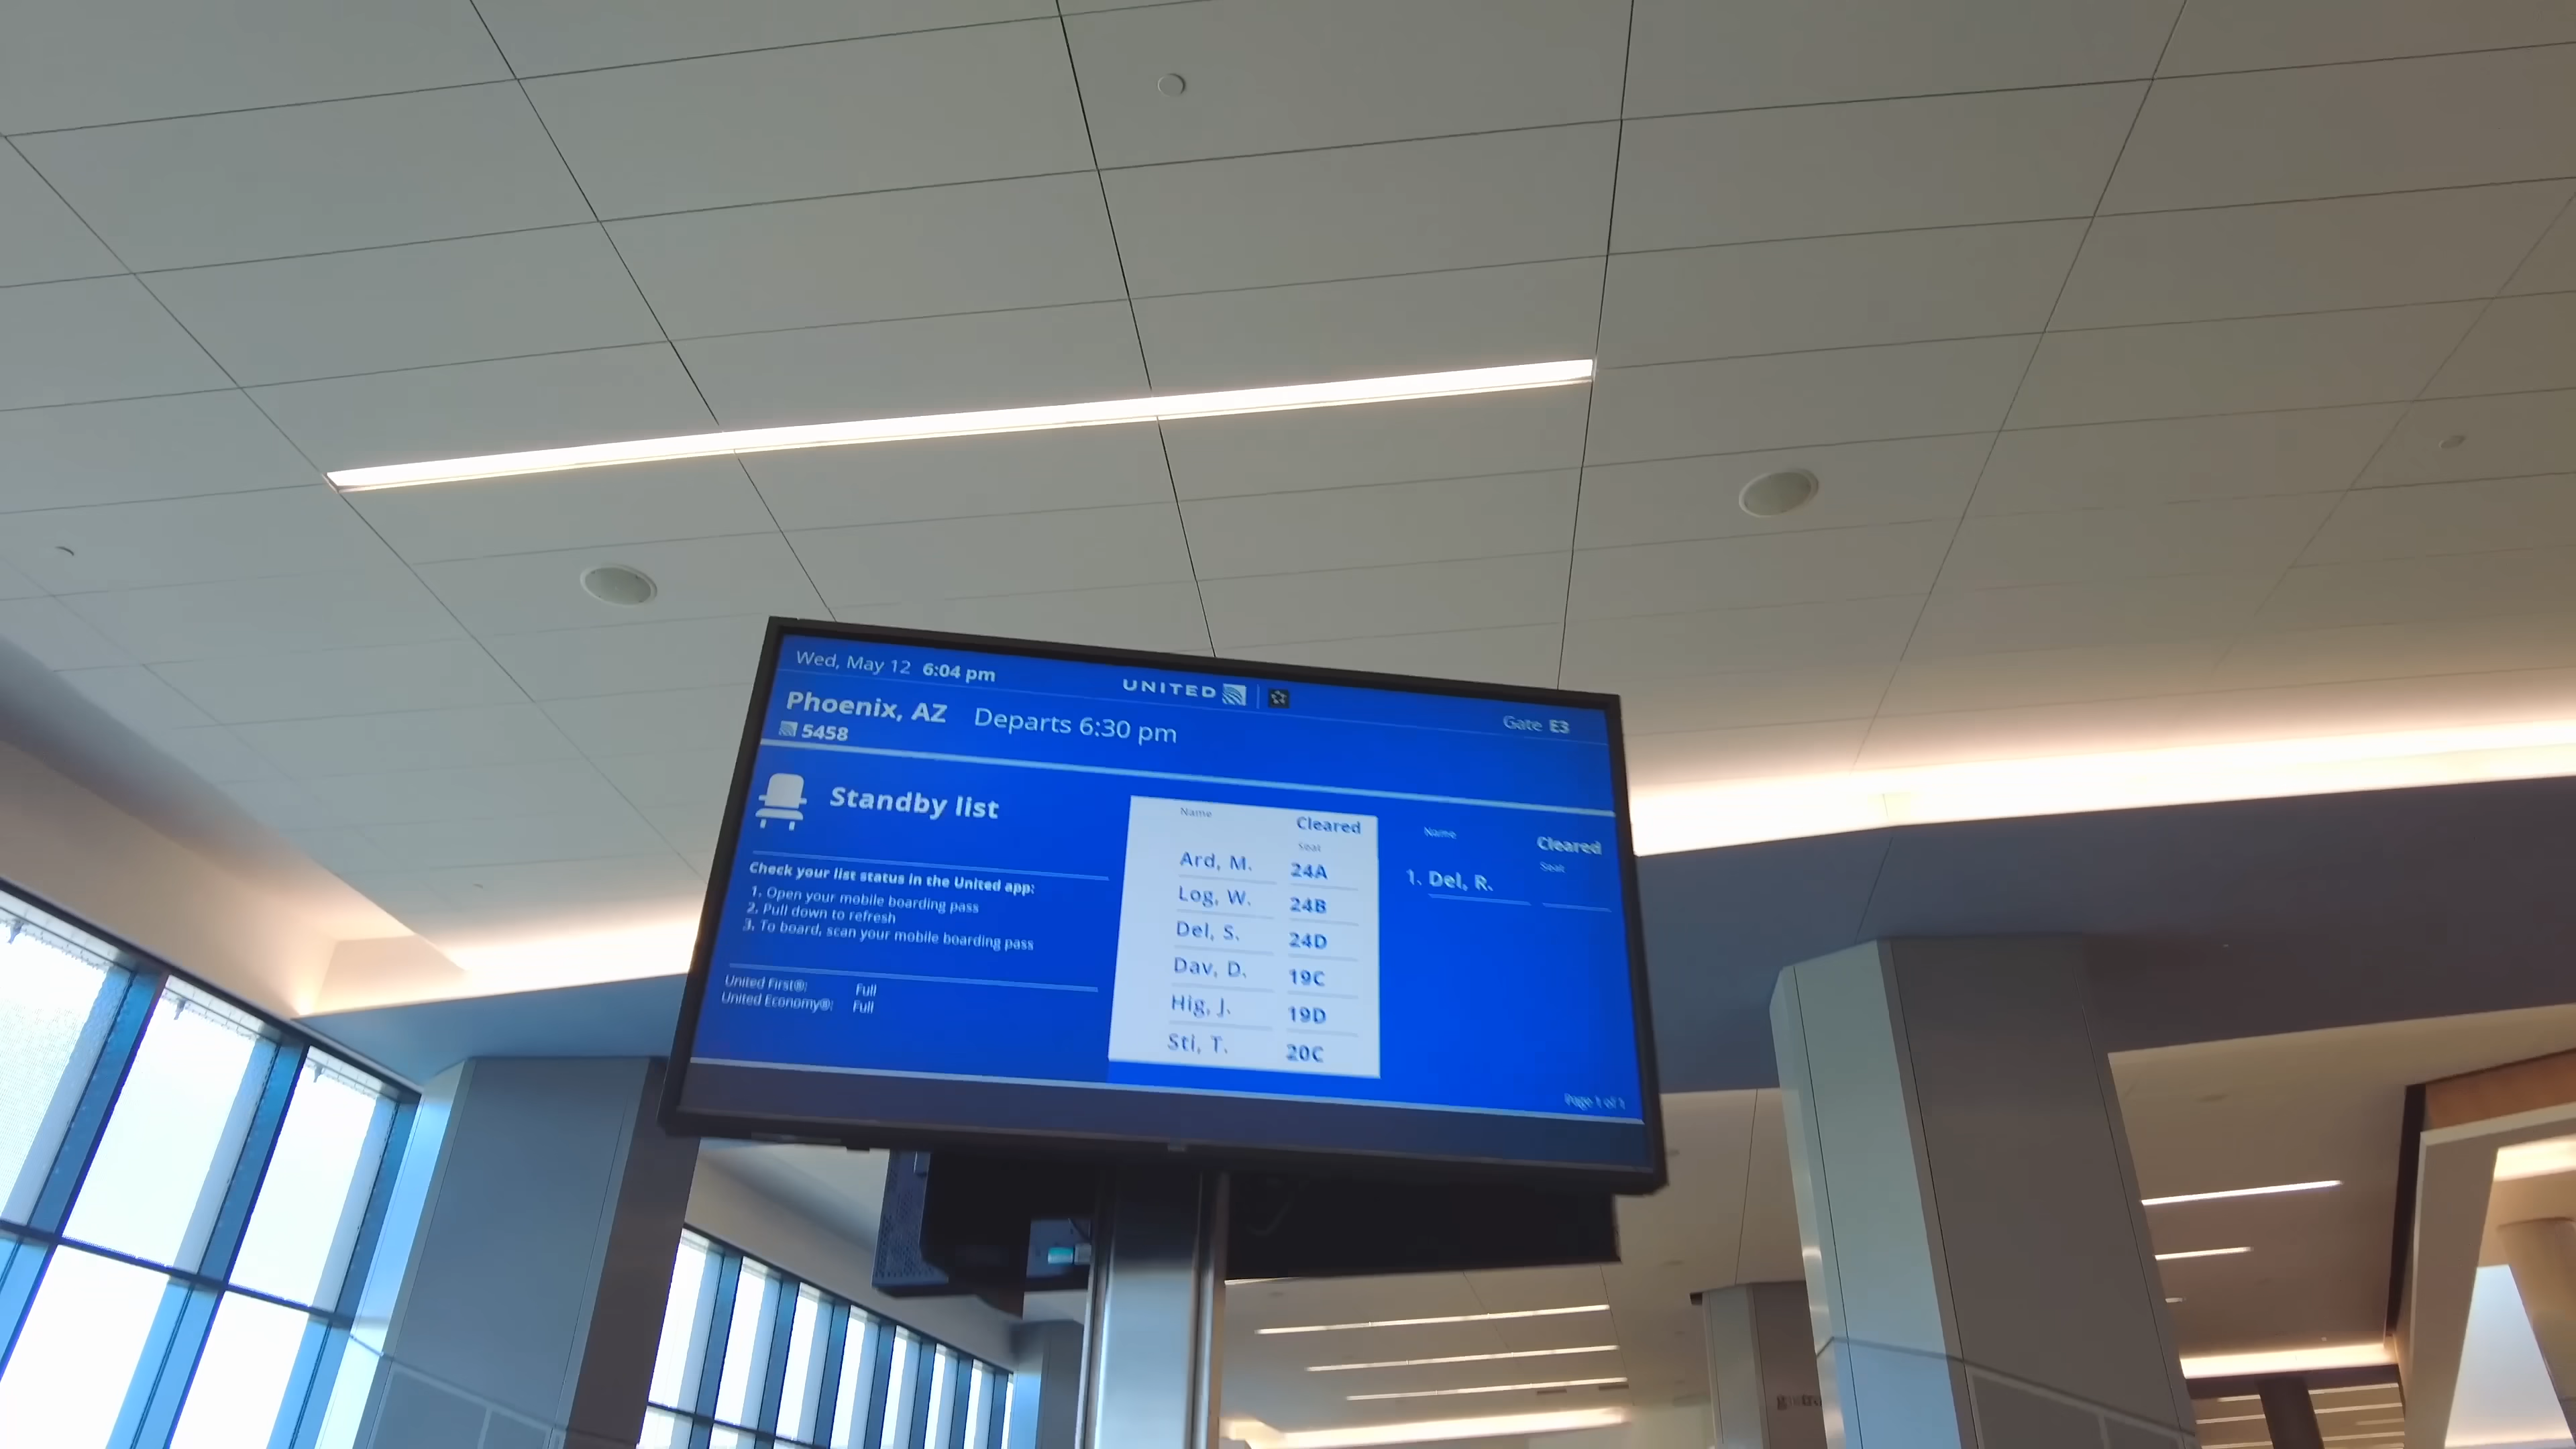 Wed, May 12 6:04 pm
UNITED
Gate E3
Phoenix, AZ Departs 6:30 pm
5458
Standby list
Check your list status in the United app:
1. Open your mobile boarding pass
2. Pull down to refresh
3. To board, scan your mobile boarding pass
United First®: Full
United Economy®: Full
Name Cleared
Seat
Ard, M. 24A
Log, W. 24B
Del, S. 24D
Dav, D. 19C
Hig, J. 19D
Sti, T. 20C
Name Cleared
Seat
1. Del, R.
Page 1 of 1